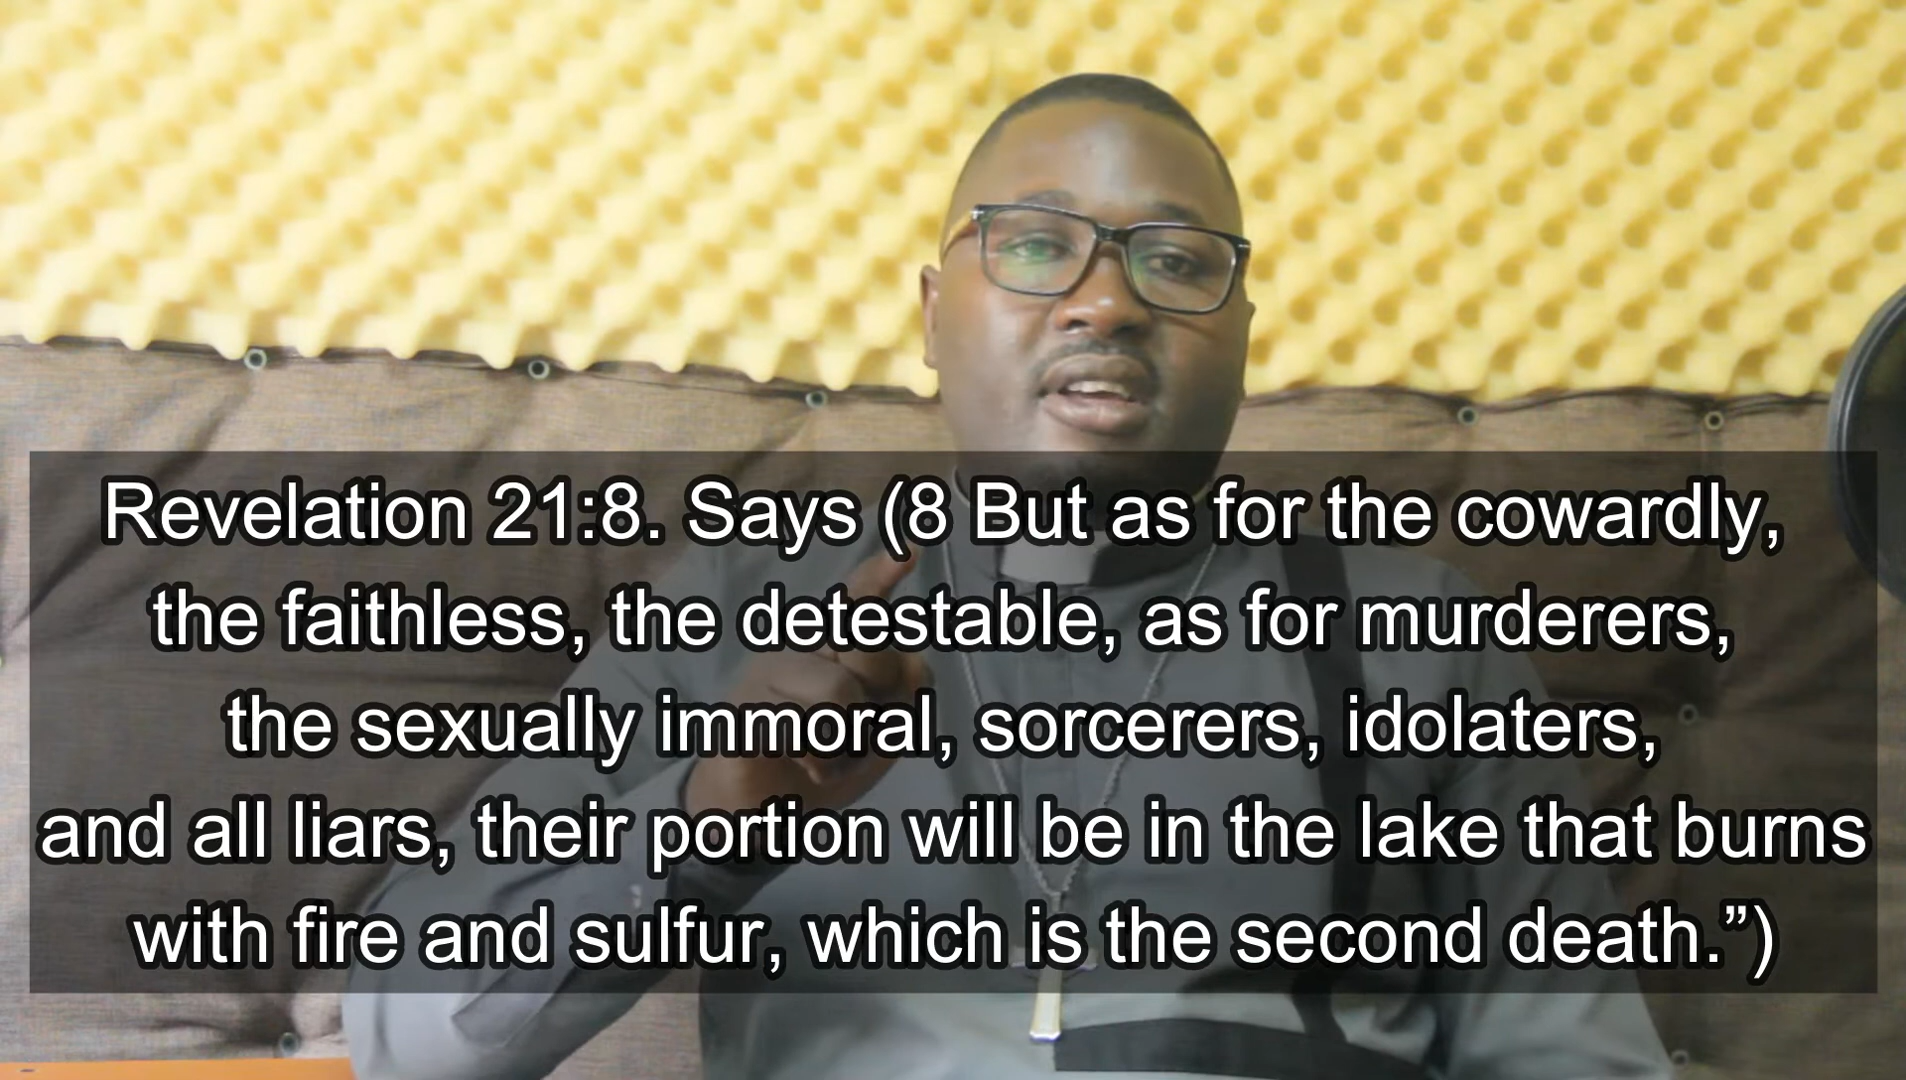 Revelation 21:8. Says (8 But as for the cowardly,
the faithless, the detestable, as for murderers,
the sexually immoral, sorcerers, idolaters,
and all liars, their portion will be in the lake that burns
with fire and sulfur, which is the second death.”)